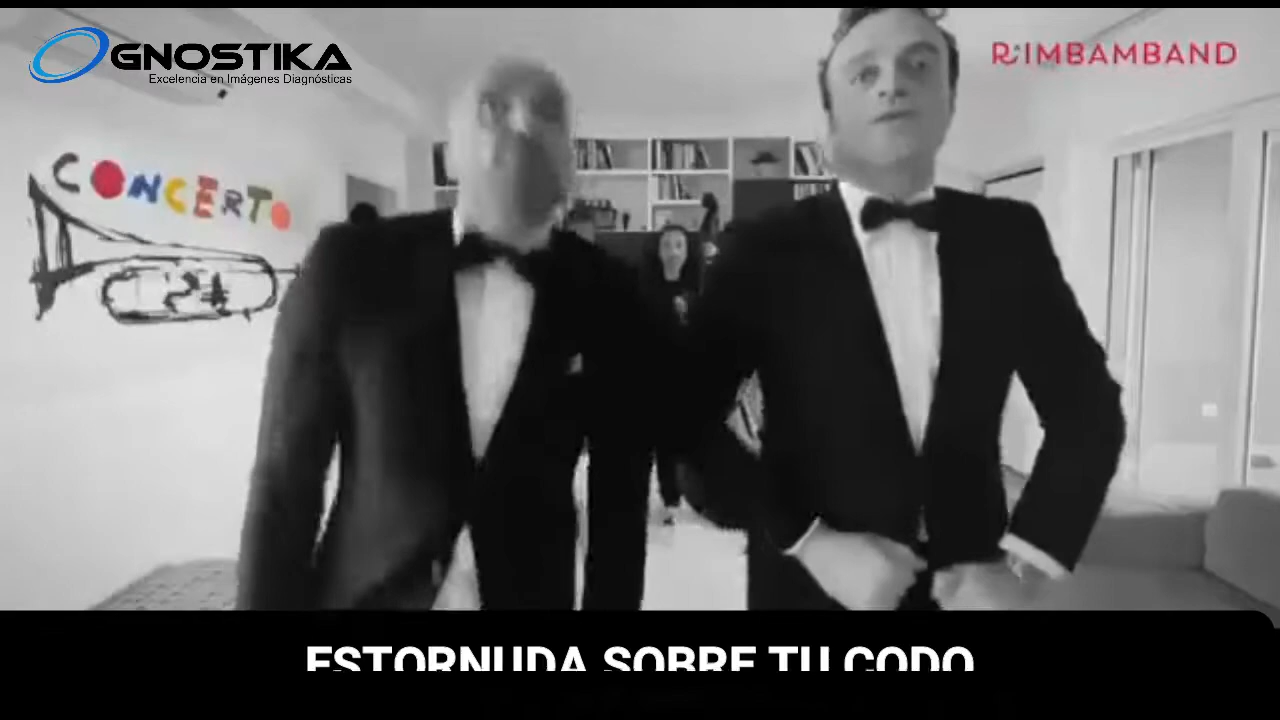 GNOSTIKA
Excelencia en Imágenes Diagnósticas
RIMBAMBAND
CONCERTO
ESTORNUDA SOBRE TU CODO